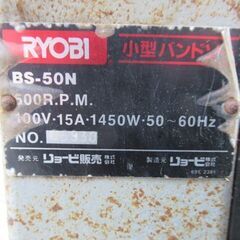 RYOBI
小型バンド
BS-50N
500R.P.M.
100V·15A·1450W·50～60Hz
NO.
発売元 リョービ販売株式会社
製造元 リョービ株式会社